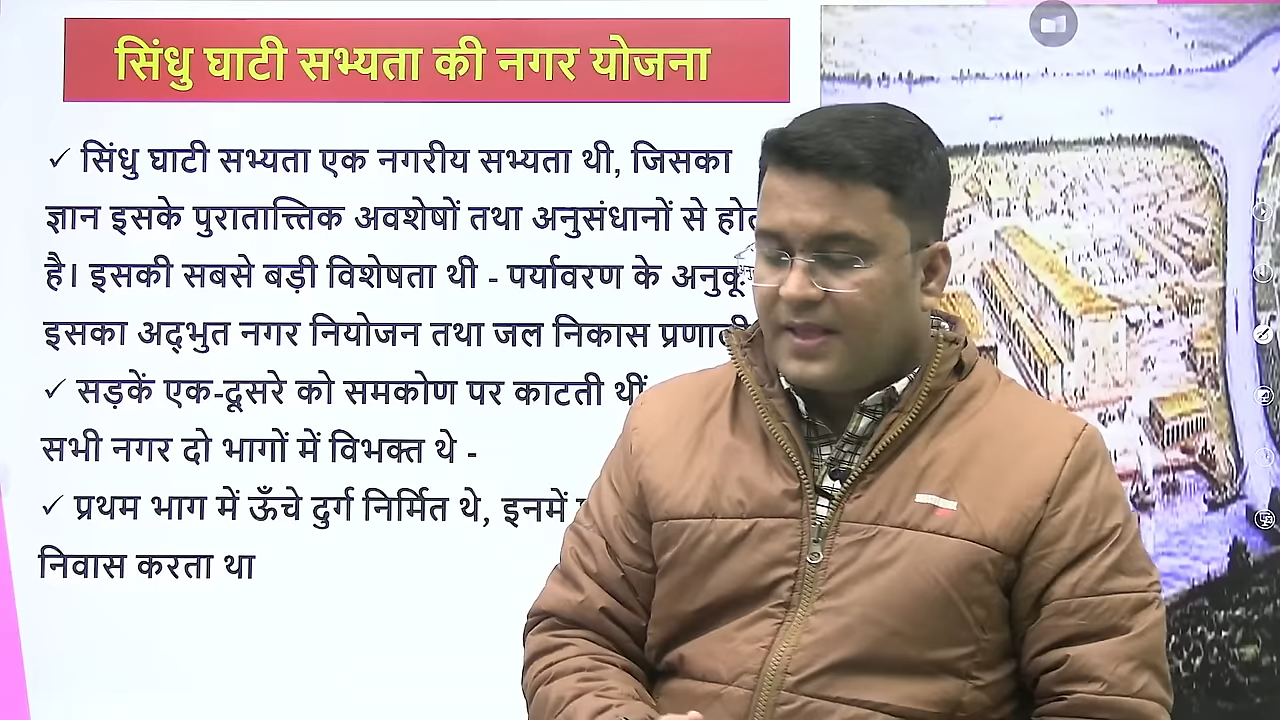 सिंधु घाटी सभ्यता की नगर योजना
✓ सिंधु घाटी सभ्यता एक नगरीय सभ्यता थी, जिसका
ज्ञान इसके पुरातात्त्विक अवशेषों तथा अनुसंधानों से
है। इसकी सबसे बड़ी विशेषता थी - पर्यावरण के
इसका अद्भुत नगर नियोजन तथा जल निकास
✓ सड़कें एक-दूसरे को समकोण पर काटती थीं
सभी नगर दो भागों में विभक्त थे -
✓ प्रथम भाग में ऊँचे दुर्ग निर्मित थे, इनमें
निवास करता था